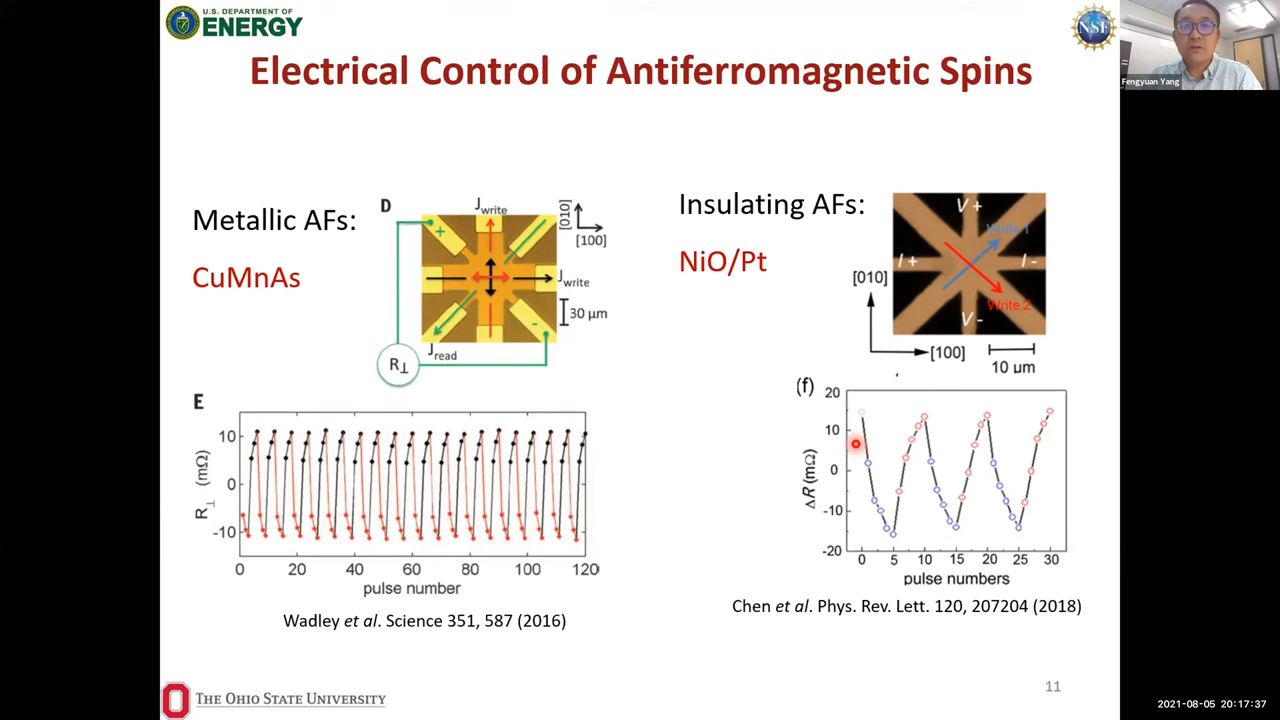 U.S. DEPARTMENT OF
ENERGY
NSF
Fengyuan Yang
Electrical Control of Antiferromagnetic Spins
Metallic AFs:
CuMnAs
D
J write
[010]
[100]
+
J write
-
30 μm
J read
R⊥
E
R⊥ (mΩ)
10
0
-10
0 20 40 60 80 100 120
pulse number
Wadley et al. Science 351, 587 (2016)
Insulating AFs:
NiO/Pt
V +
Write 1
I + I -
Write 2
V -
[010]
[100]
10 μm
(f)
ΔR (mΩ)
20
10
0
-10
-20
0 5 10 15 20 25 30
pulse numbers
Chen et al. Phys. Rev. Lett. 120, 207204 (2018)
THE OHIO STATE UNIVERSITY
11
2021-08-05 20:17:37